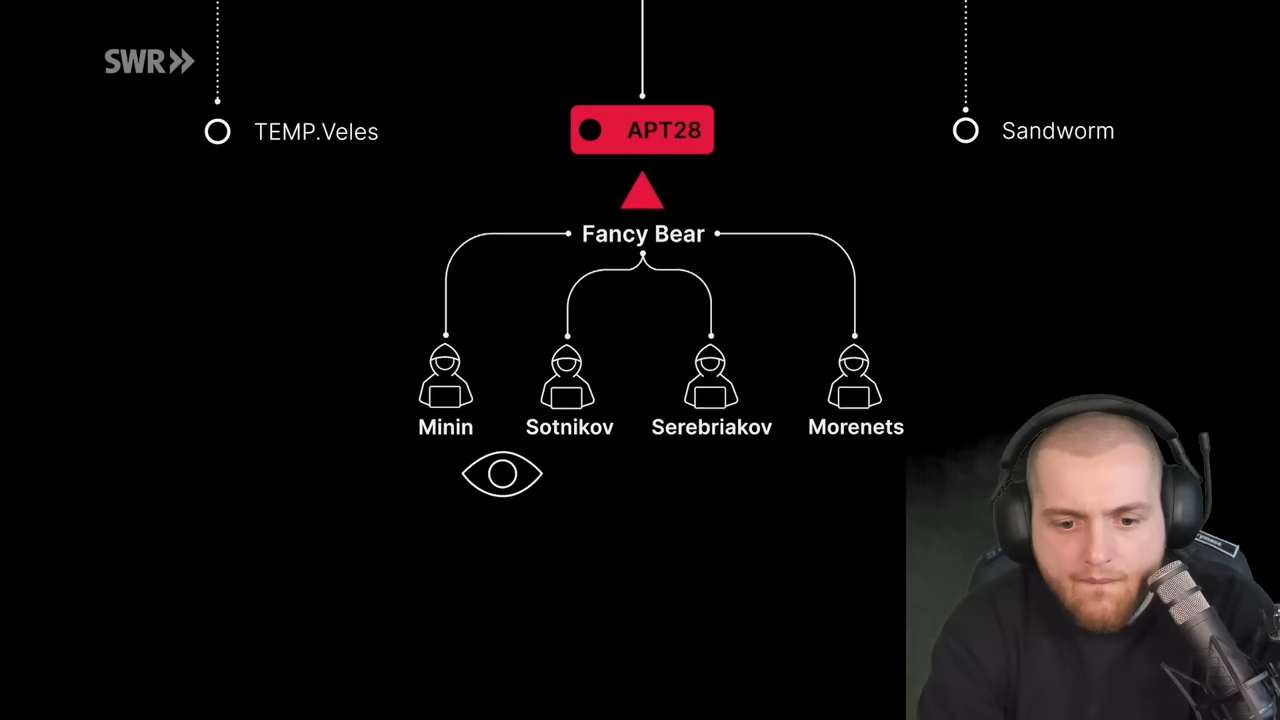 SWR
TEMP.Veles
APT28
Sandworm
Fancy Bear
Minin
Sotnikov
Serebriakov
Morenets